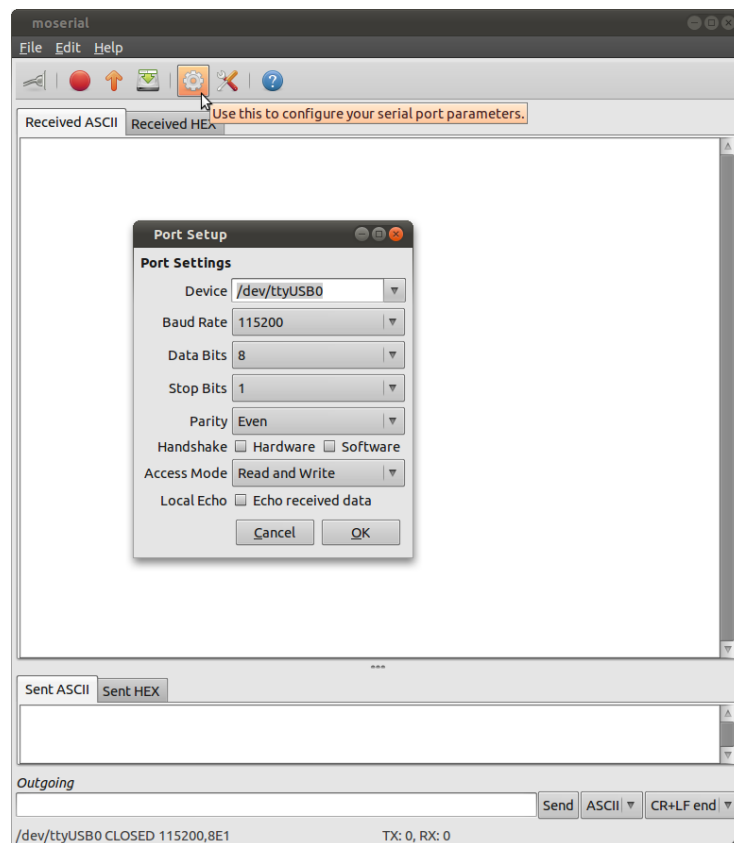 moserial
File Edit Help
Use this to configure your serial port parameters.
Received ASCII Received HEX
Port Setup
Port Settings
Device /dev/ttyUSB0
Baud Rate 115200
Data Bits 8
Stop Bits 1
Parity Even
Handshake Hardware Software
Access Mode Read and Write
Local Echo Echo received data
Cancel OK
Sent ASCII Sent HEX
Outgoing
Send ASCII CR+LF end
/dev/ttyUSB0 CLOSED 115200,8E1 TX: 0, RX: 0